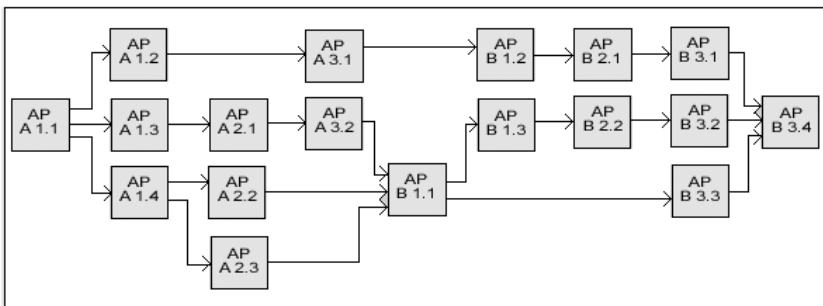 AP
A 1.2
AP
A 3.1
AP
B 1.2
AP
B 2.1
AP
B 3.1
AP
A 1.1
AP
A 1.3
AP
A 2.1
AP
A 3.2
AP
B 1.3
AP
B 2.2
AP
B 3.2
AP
B 3.4
AP
A 1.4
AP
A 2.2
AP
B 1.1
AP
B 3.3
AP
A 2.3